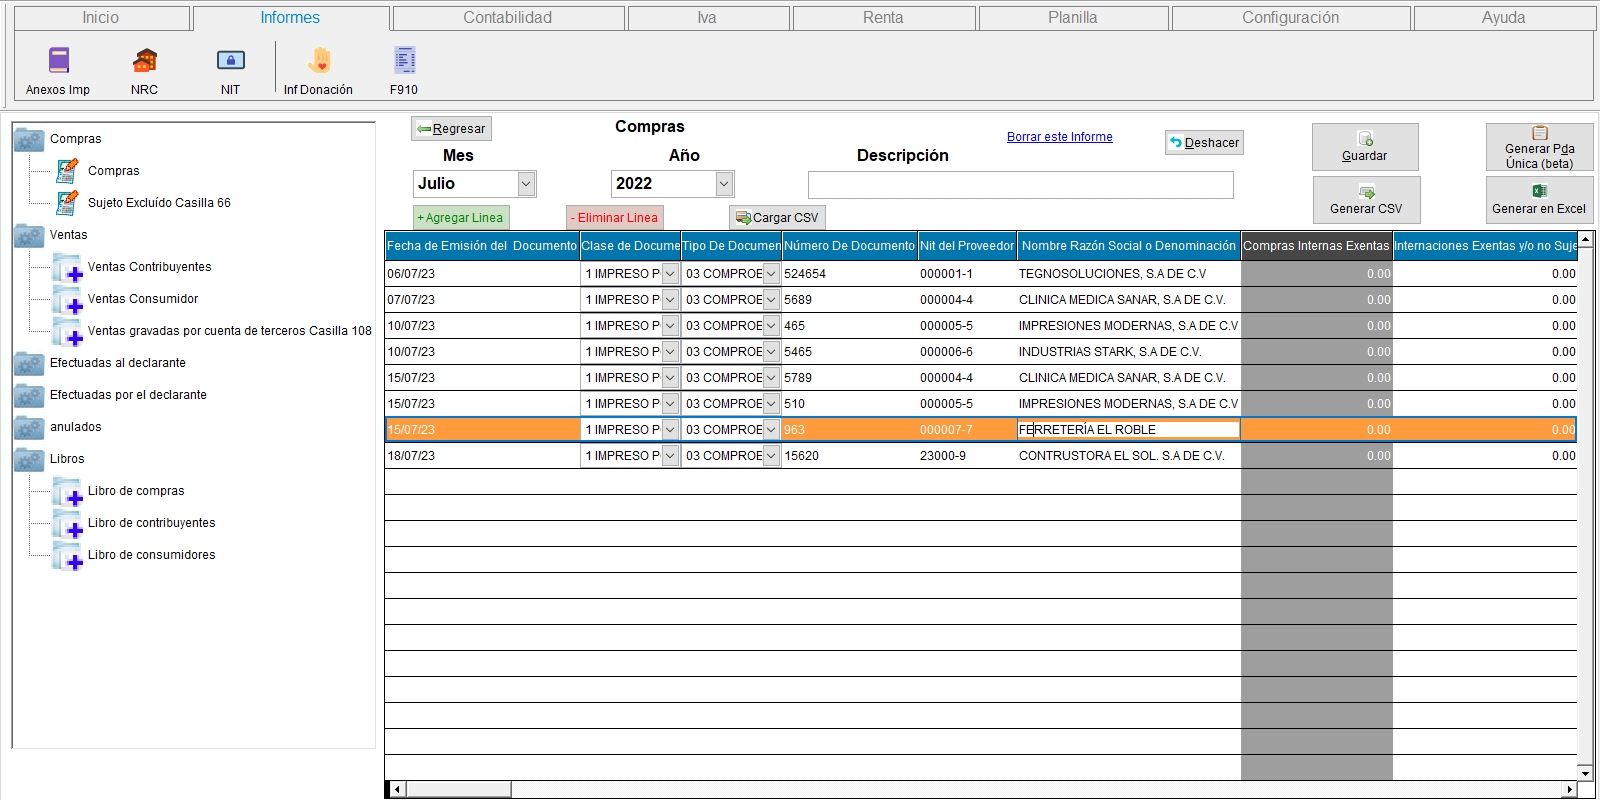 Inicio Informes Contabilidad Iva Renta Planilla Configuración Ayuda
Anexos Imp NRC NIT Inf Donación F910
Compras
Compras
Sujeto Excluído Casilla 66
Ventas
Ventas Contribuyentes
Ventas Consumidor
Ventas gravadas por cuenta de terceros Casilla 108
Efectuadas al declarante
Efectuadas por el declarante
anulados
Libros
Libro de compras
Libro de contribuyentes
Libro de consumidores
Regresar Compras Borrar este Informe Deshacer Guardar Generar Pda
Única (beta)
Mes Año Descripción
Julio 2022 Generar CSV Generar en Excel
+Agregar Linea - Eliminar Linea Cargar CSV
Fecha de Emisión del Documento Clase de Docume Tipo De Documen Número De Documento Nit del Proveedor Nombre Razón Social o Denominación Compras Internas Exentas Internaciones Exentas y/o no Suje
06/07/23 1 IMPRESO P 03 COMPROE 524654 000001-1 TEGNOSOLUCIONES, S.A DE C.V 0.00 0.00
07/07/23 1 IMPRESO P 03 COMPROE 5689 000004-4 CLINICA MEDICA SANAR, S.A DE C.V. 0.00 0.00
10/07/23 1 IMPRESO P 03 COMPROE 465 000005-5 IMPRESIONES MODERNAS, S.A DE C.V 0.00 0.00
10/07/23 1 IMPRESO P 03 COMPROE 5465 000006-6 INDUSTRIAS STARK, S.A DE C.V. 0.00 0.00
15/07/23 1 IMPRESO P 03 COMPROE 5789 000004-4 CLINICA MEDICA SANAR, S.A DE C.V. 0.00 0.00
15/07/23 1 IMPRESO P 03 COMPROE 510 000005-5 IMPRESIONES MODERNAS, S.A DE C.V 0.00 0.00
15/07/23 1 IMPRESO P 03 COMPROE 963 000007-7 FERRETERÍA EL ROBLE 0.00 0.00
18/07/23 1 IMPRESO P 03 COMPROE 15620 23000-9 CONTRUSTORA EL SOL. S.A DE C.V. 0.00 0.00